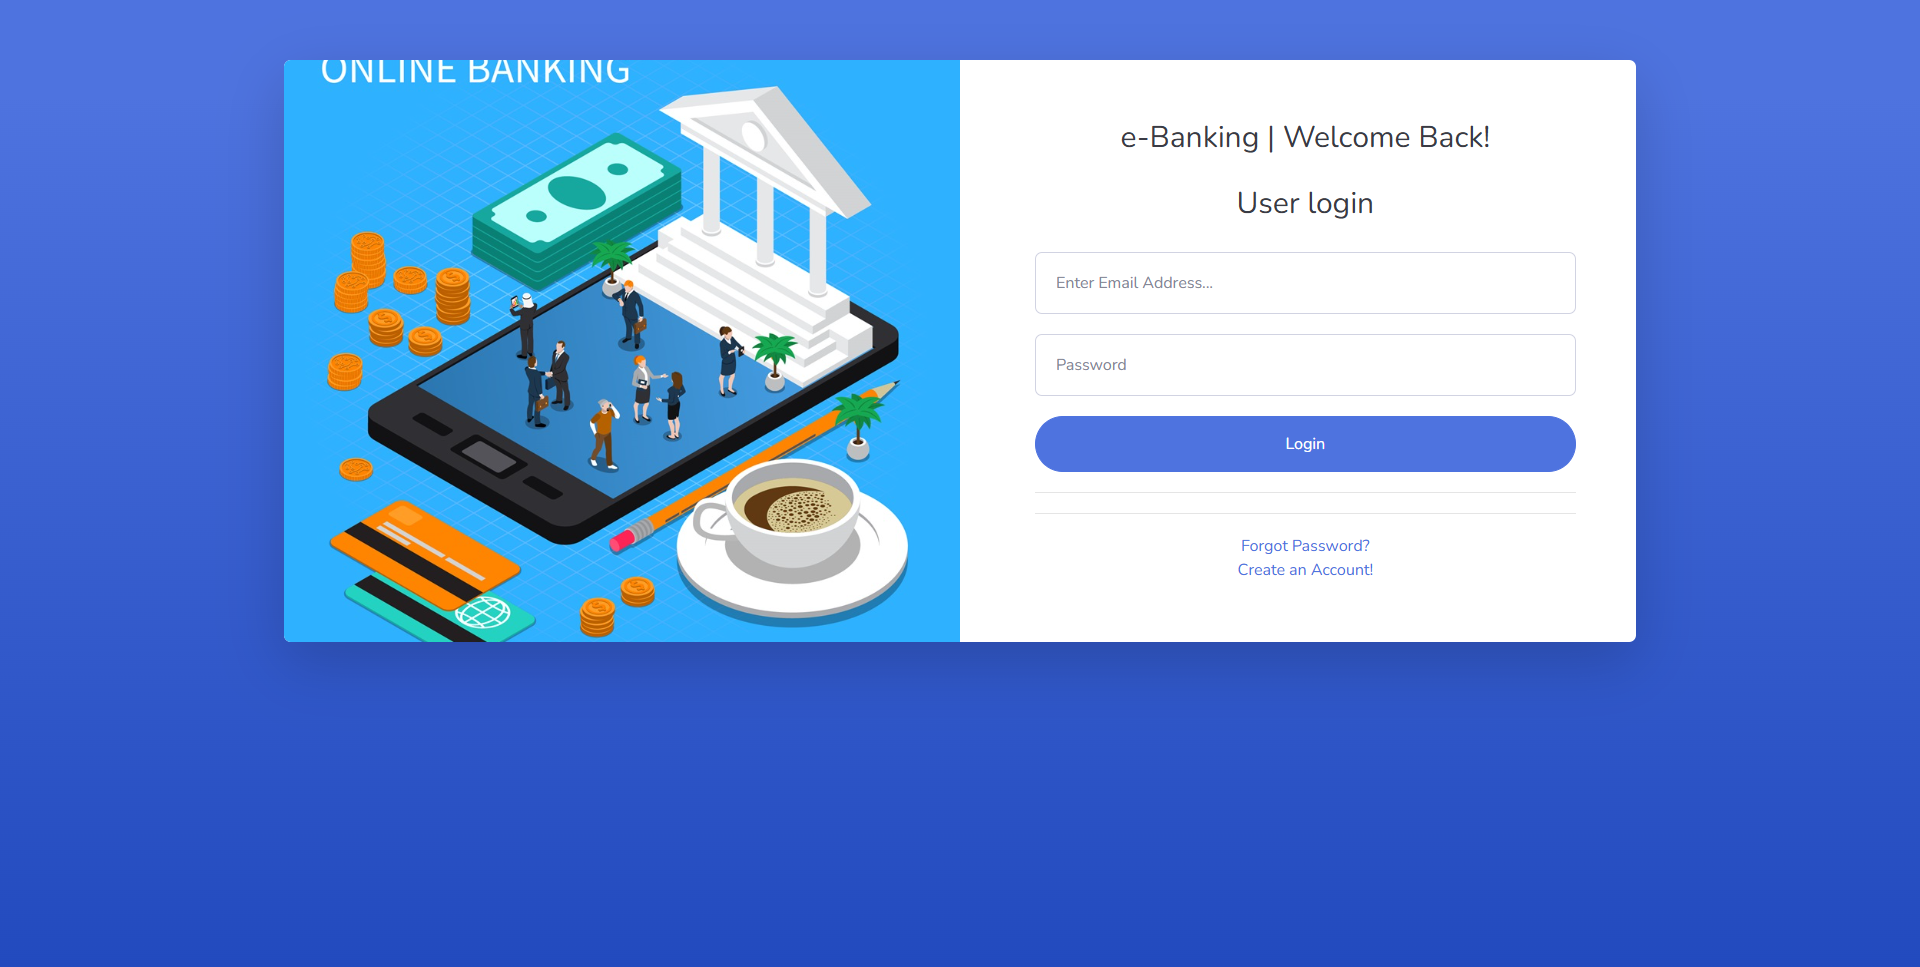 ONLINE BANKING
e-Banking | Welcome Back!
User login
Enter Email Address...
Password
Login
Forgot Password?
Create an Account!